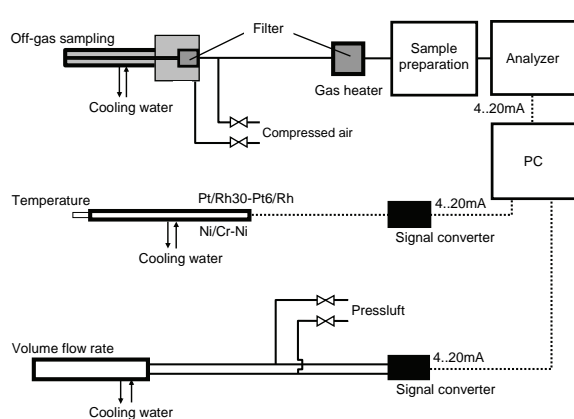 Off-gas sampling
Filter
Sample
preparation
Analyzer
Gas heater
Cooling water
4..20mA
Compressed air
PC
Temperature
Pt/Rh30-Pt6/Rh
4..20mA
Ni/Cr-Ni
Signal converter
Cooling water
Pressluft
Volume flow rate
4..20mA
Signal converter
Cooling water